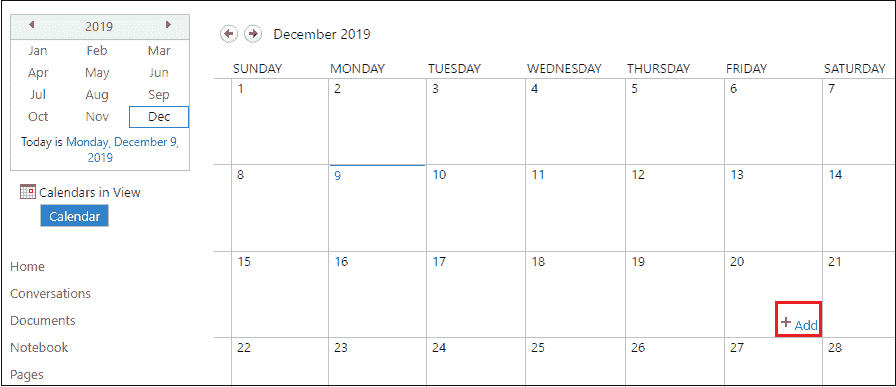 2019
Jan Feb Mar
Apr May Jun
Jul Aug Sep
Oct Nov Dec
Today is Monday, December 9,
2019
Calendars in View
Calendar
Home
Conversations
Documents
Notebook
Pages
December 2019
SUNDAY MONDAY TUESDAY WEDNESDAY THURSDAY FRIDAY SATURDAY
1 2 3 4 5 6 7
8 9 10 11 12 13 14
15 16 17 18 19 20 21
+ Add
22 23 24 25 26 27 28